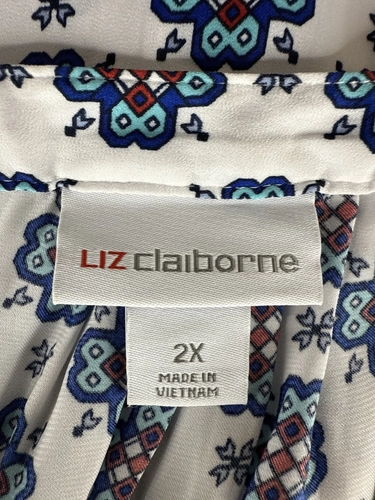 LIZ claiborne
2X
MADE IN
VIETNAM